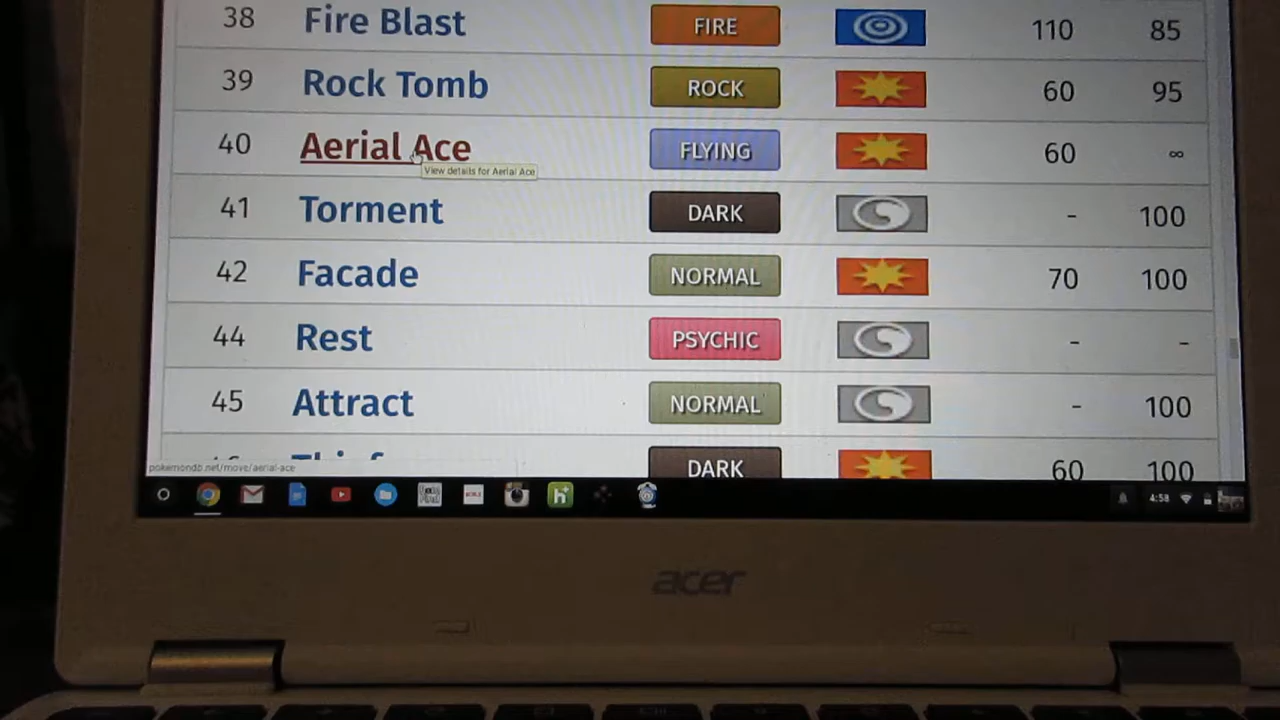 38 Fire Blast FIRE 110 85
39 Rock Tomb ROCK 60 95
40 Aerial Ace FLYING 60 ∞
View details for Aerial Ace
41 Torment DARK - 100
42 Facade NORMAL 70 100
44 Rest PSYCHIC - -
45 Attract NORMAL - 100
46 Thief DARK 60 100
pokemondb.net/move/aerial-ace
4:58
acer